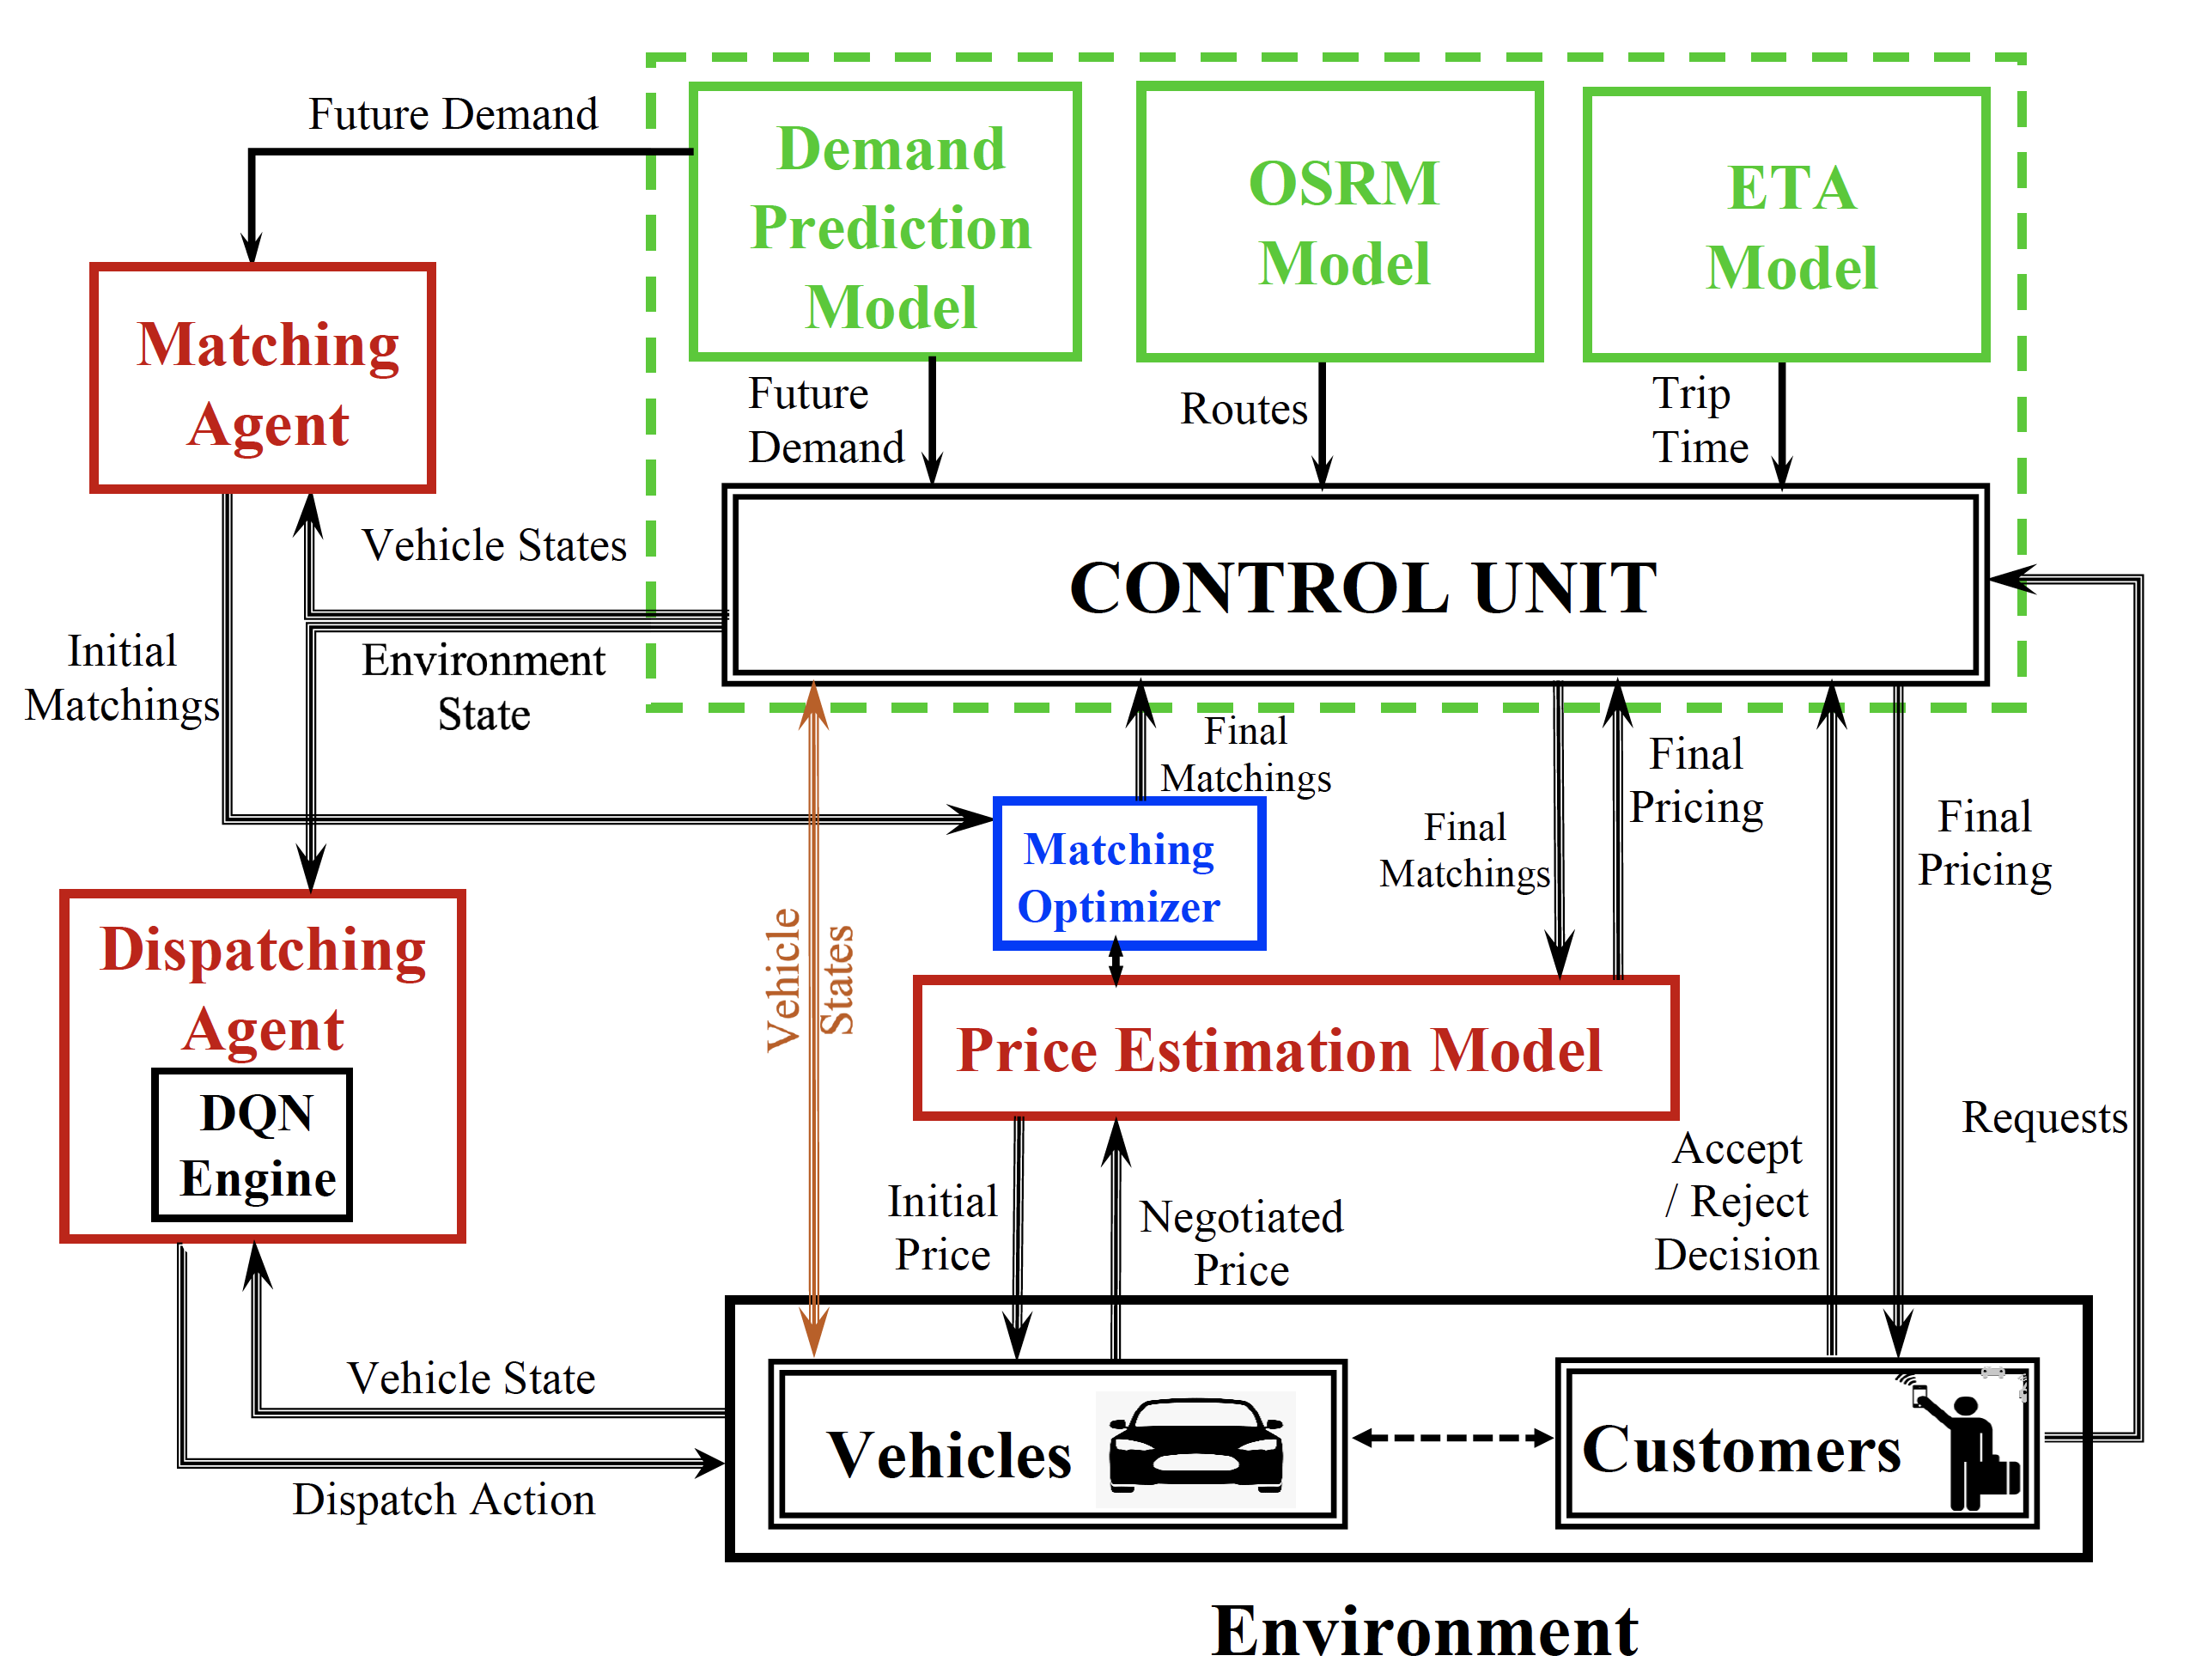 Future Demand
Demand
Prediction
Model
OSRM
Model
ETA
Model
Matching
Agent
Future
Demand
Routes
Trip
Time
Vehicle States
CONTROL UNIT
Environment
State
Initial
Matchings
Final
Matchings
Final
Pricing
Final
Matchings
Final
Pricing
Matching
Optimizer
Vehicle
States
Dispatching
Agent
DQN
Engine
Price Estimation Model
Requests
Accept
/ Reject
Decision
Initial
Price
Negotiated
Price
Vehicle State
Dispatch Action
Vehicles
Customers
Environment